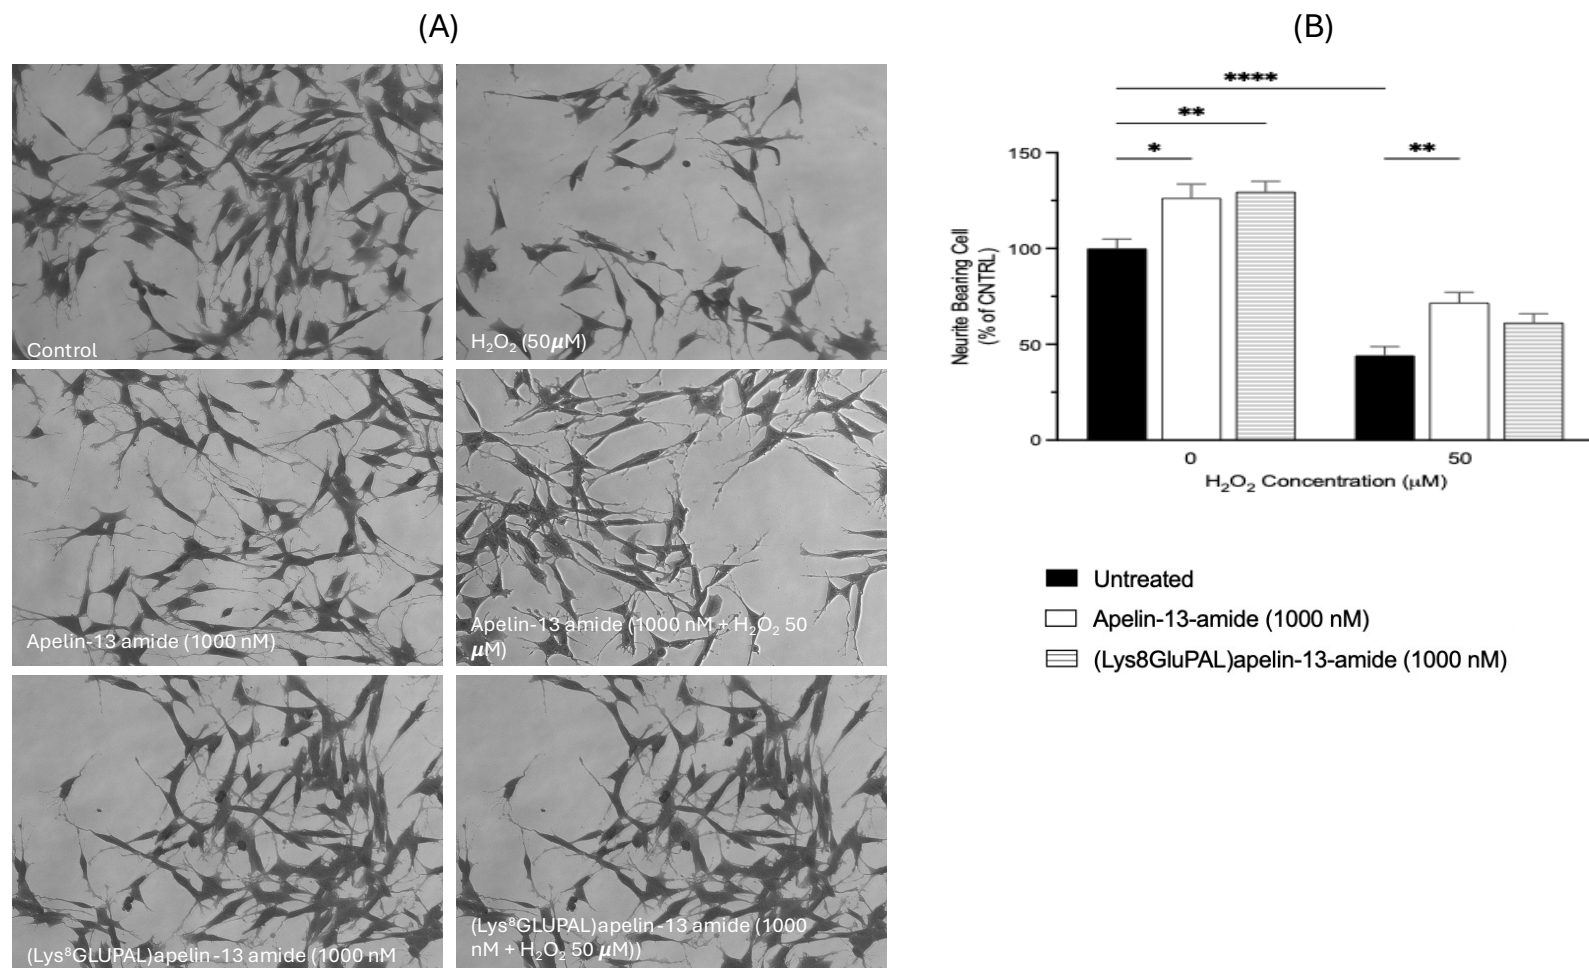 (A)
Control
H₂O₂ (50μM)
Apelin-13 amide (1000 nM)
Apelin-13 amide (1000 nM + H₂O₂ 50
μM)
(Lys⁸GLUPAL)apelin-13 amide (1000 nM
(Lys⁸GLUPAL)apelin-13 amide (1000
nM + H₂O₂ 50 μM))
(B)
****
**
*
**
150
100
50
0
Neurite Bearing Cell
(% of CNTRL)
0
50
H₂O₂ Concentration (μM)
Untreated
Apelin-13-amide (1000 nM)
(Lys8GluPAL)apelin-13-amide (1000 nM)